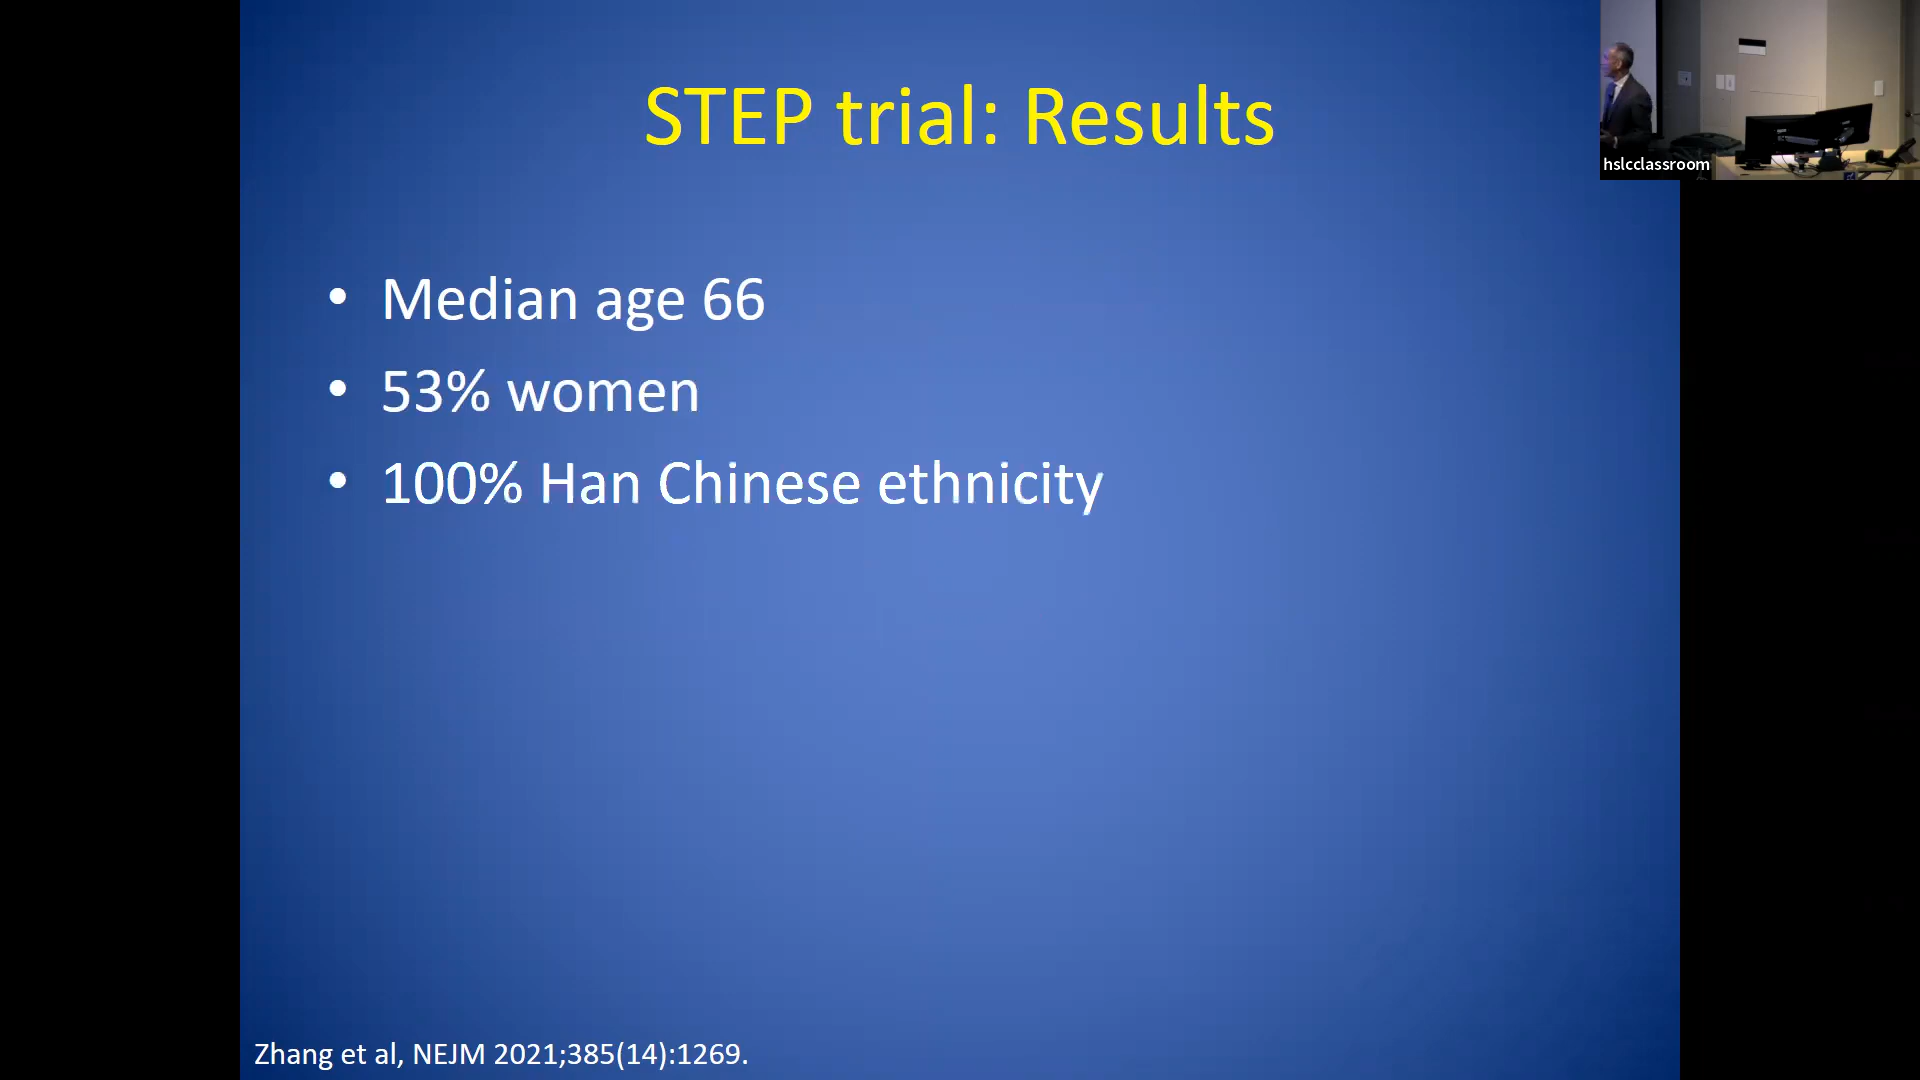 STEP trial: Results
hslcclassroom
• Median age 66
• 53% women
• 100% Han Chinese ethnicity
Zhang et al, NEJM 2021;385(14):1269.